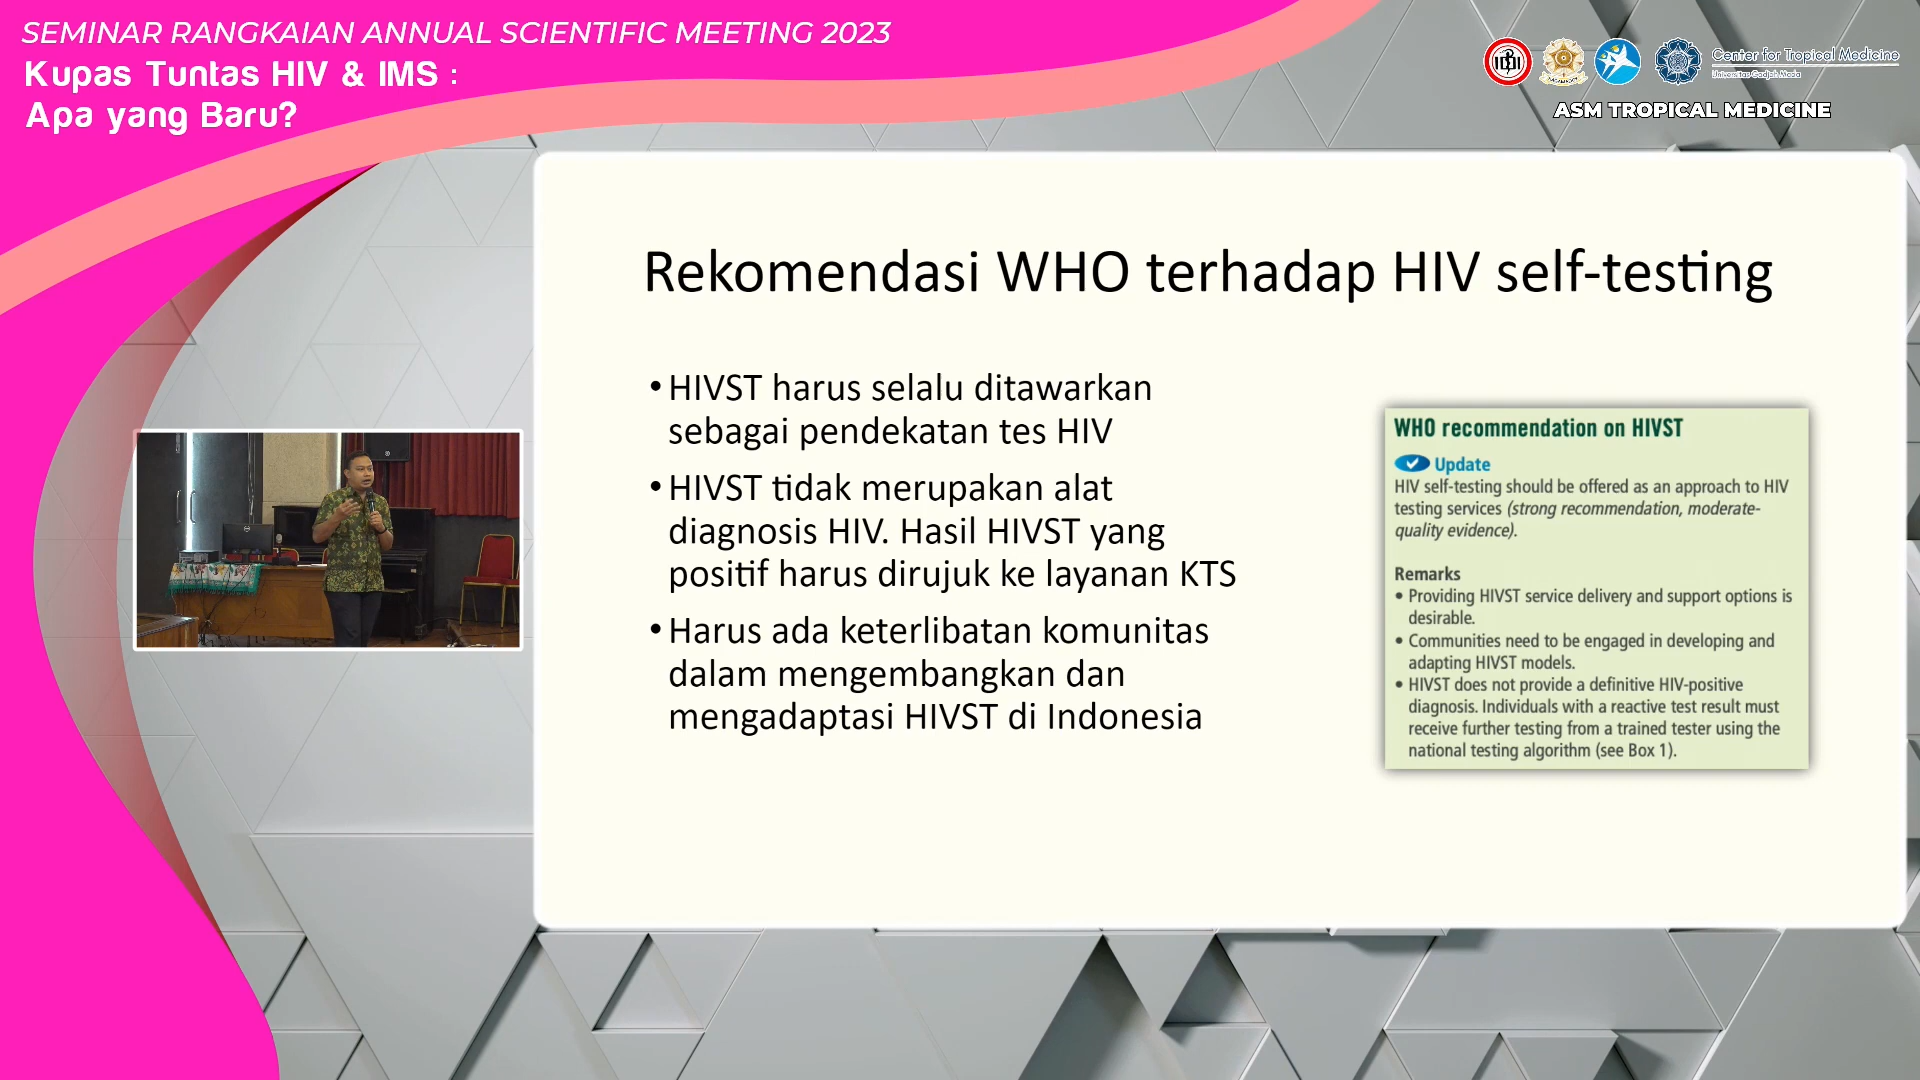 SEMINAR RANGKAIAN ANNUAL SCIENTIFIC MEETING 2023
Kupas Tuntas HIV & IMS :
Apa yang Baru?
Center for Tropical Medicine
Universitas Gadjah Mada
ASM TROPICAL MEDICINE
Rekomendasi WHO terhadap HIV self-testing
• HIVST harus selalu ditawarkan
sebagai pendekatan tes HIV
• HIVST tidak merupakan alat
diagnosis HIV. Hasil HIVST yang
positif harus dirujuk ke layanan KTS
• Harus ada keterlibatan komunitas
dalam mengembangkan dan
mengadaptasi HIVST di Indonesia
WHO recommendation on HIVST
Update
HIV self-testing should be offered as an approach to HIV
testing services (strong recommendation, moderate-
quality evidence).
Remarks
• Providing HIVST service delivery and support options is
desirable.
• Communities need to be engaged in developing and
adapting HIVST models.
• HIVST does not provide a definitive HIV-positive
diagnosis. Individuals with a reactive test result must
receive further testing from a trained tester using the
national testing algorithm (see Box 1).